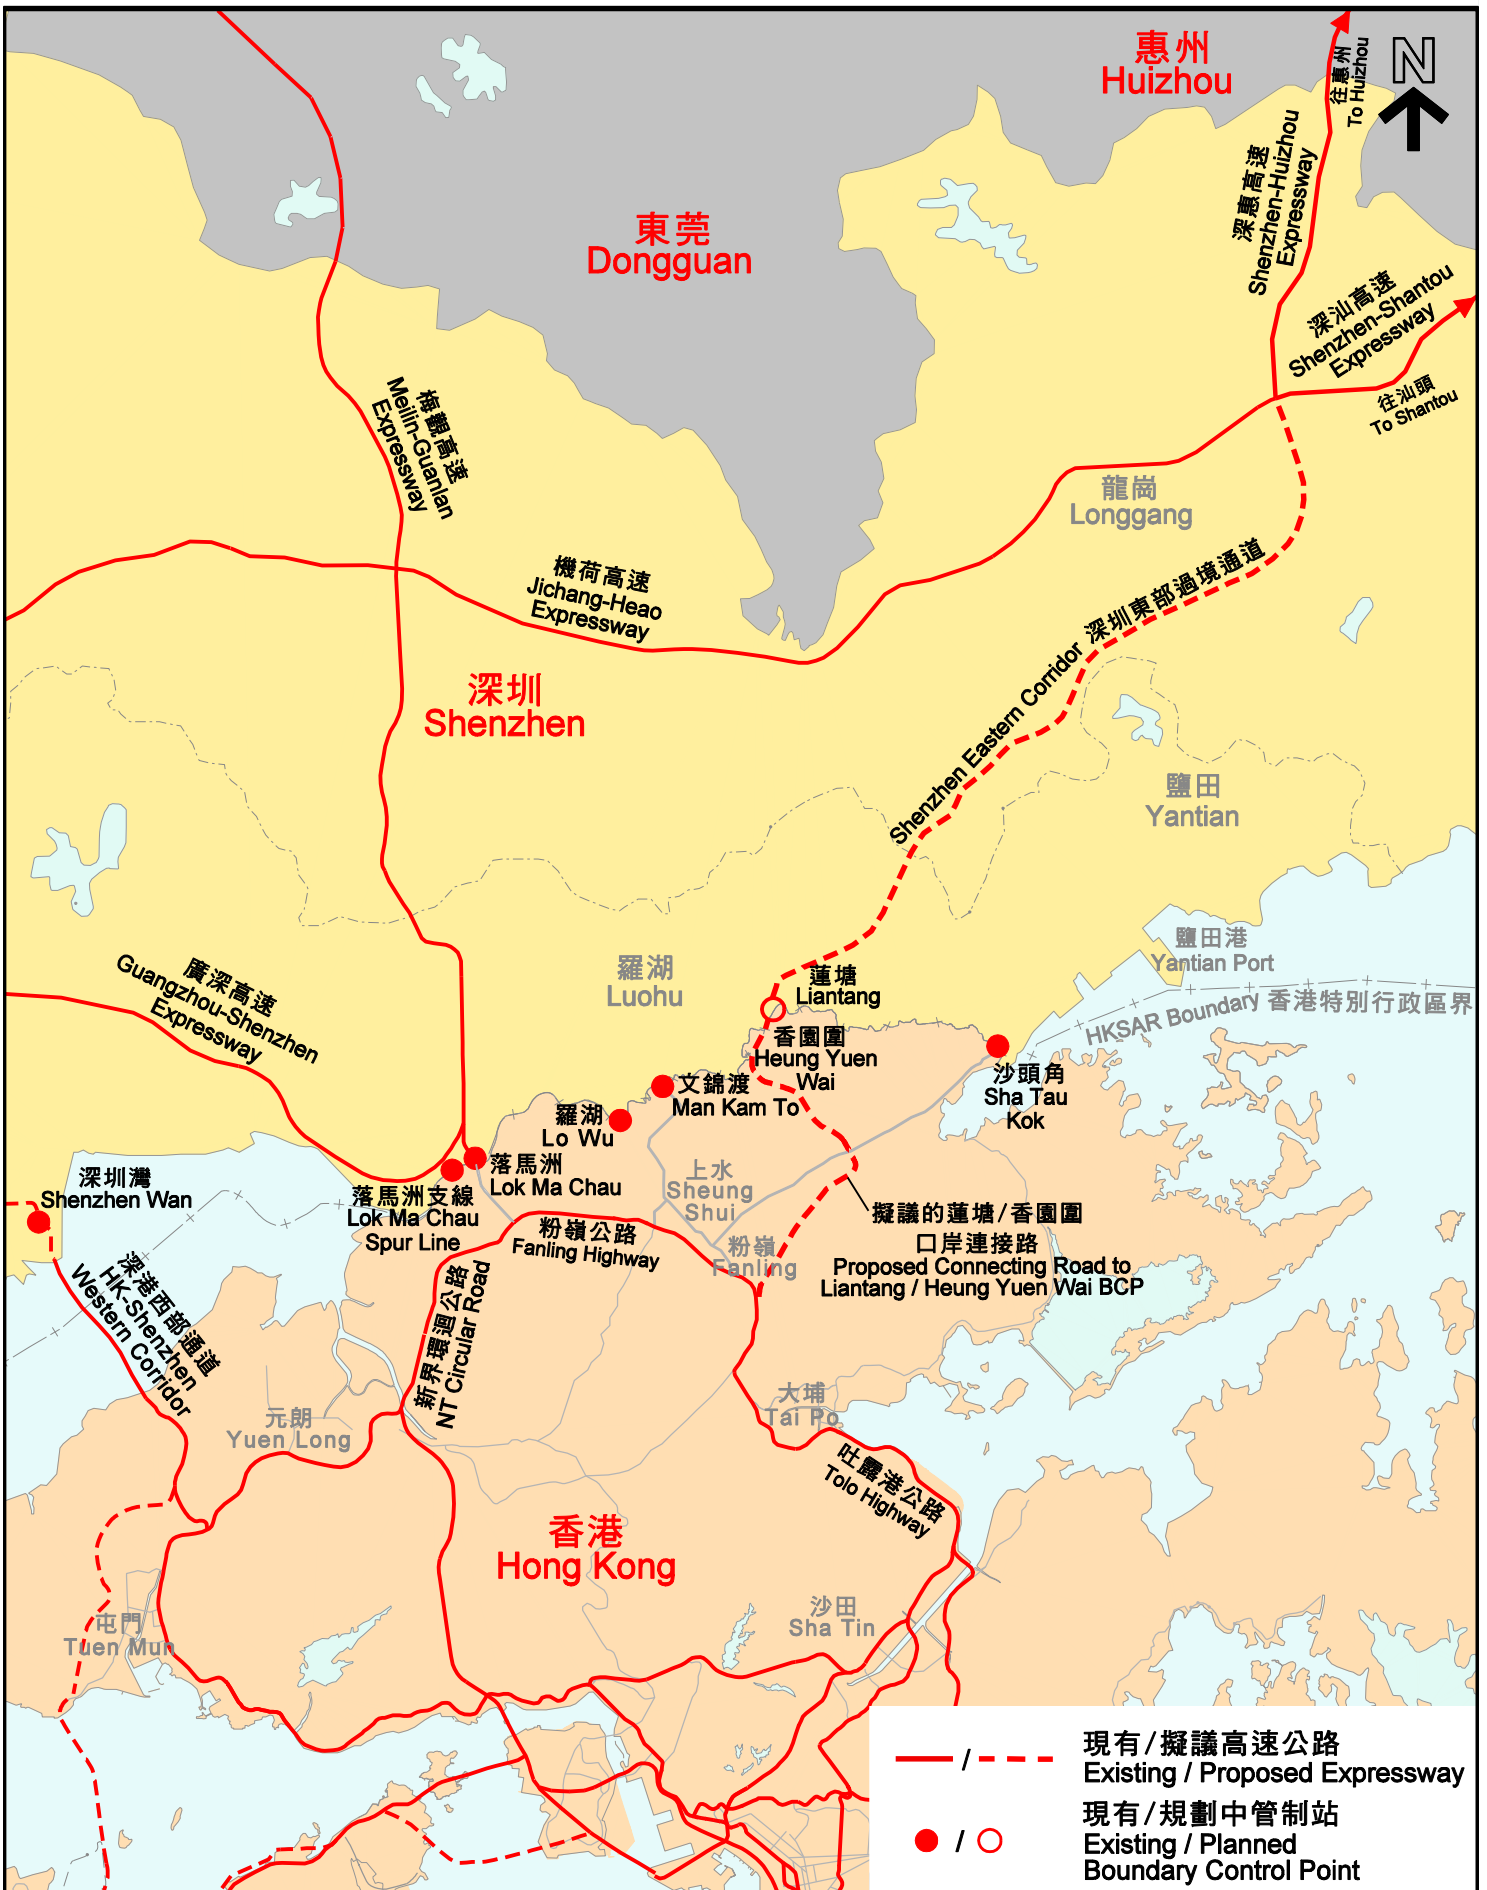 惠州
Huizhou
往惠州
To Huizhou
N
深惠高速
Shenzhen-Huizhou
Expressway
東莞
Dongguan
深汕高速
Shenzhen-Shantou
Expressway
往汕頭
To Shantou
梅觀高速
Meilin-Guanlan
Expressway
龍崗
Longgang
機荷高速
Jichang-Heao
Expressway
Shenzhen Eastern Corridor 深圳東部過境通道
深圳
Shenzhen
鹽田
Yantian
鹽田港
Yantian Port
羅湖
Luohu
蓮塘
Liantang
HKSAR Boundary 香港特別行政區界
廣深高速
Guangzhou-Shenzhen
Expressway
香園圍
Heung Yuen
Wai
沙頭角
Sha Tau
Kok
文錦渡
Man Kam To
羅湖
Lo Wu
落馬洲
Lok Ma Chau
深圳灣
Shenzhen Wan
落馬洲支線
Lok Ma Chau
Spur Line
上水
Sheung
Shui
擬議的蓮塘/香園圍
口岸連接路
Proposed Connecting Road to
Liantang / Heung Yuen Wai BCP
粉嶺公路
Fanling Highway
粉嶺
Fanling
深港西部通道
HK-Shenzhen
Western Corridor
新界環迴公路
NT Circular Road
元朗
Yuen Long
大埔
Tai Po
吐露港公路
Tolo Highway
香港
Hong Kong
沙田
Sha Tin
屯門
Tuen Mun
/
現有/擬議高速公路
Existing / Proposed Expressway
/
現有/規劃中管制站
Existing / Planned
Boundary Control Point